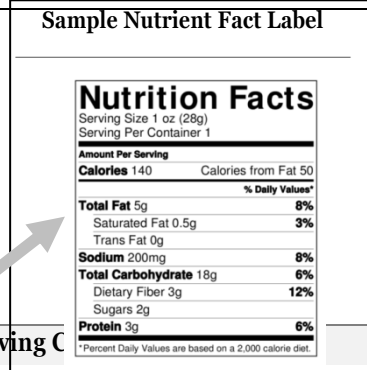 Sample Nutrient Fact Label
Nutrition Facts
Serving Size 1 oz (28g)
Serving Per Container 1
Amount Per Serving
Calories 140 Calories from Fat 50
% Daily Values*
Total Fat 5g 8%
Saturated Fat 0.5g 3%
Trans Fat 0g
Sodium 200mg 8%
Total Carbohydrate 18g 6%
Dietary Fiber 3g 12%
Sugars 2g
Protein 3g 6%
*Percent Daily Values are based on a 2,000 calorie diet.